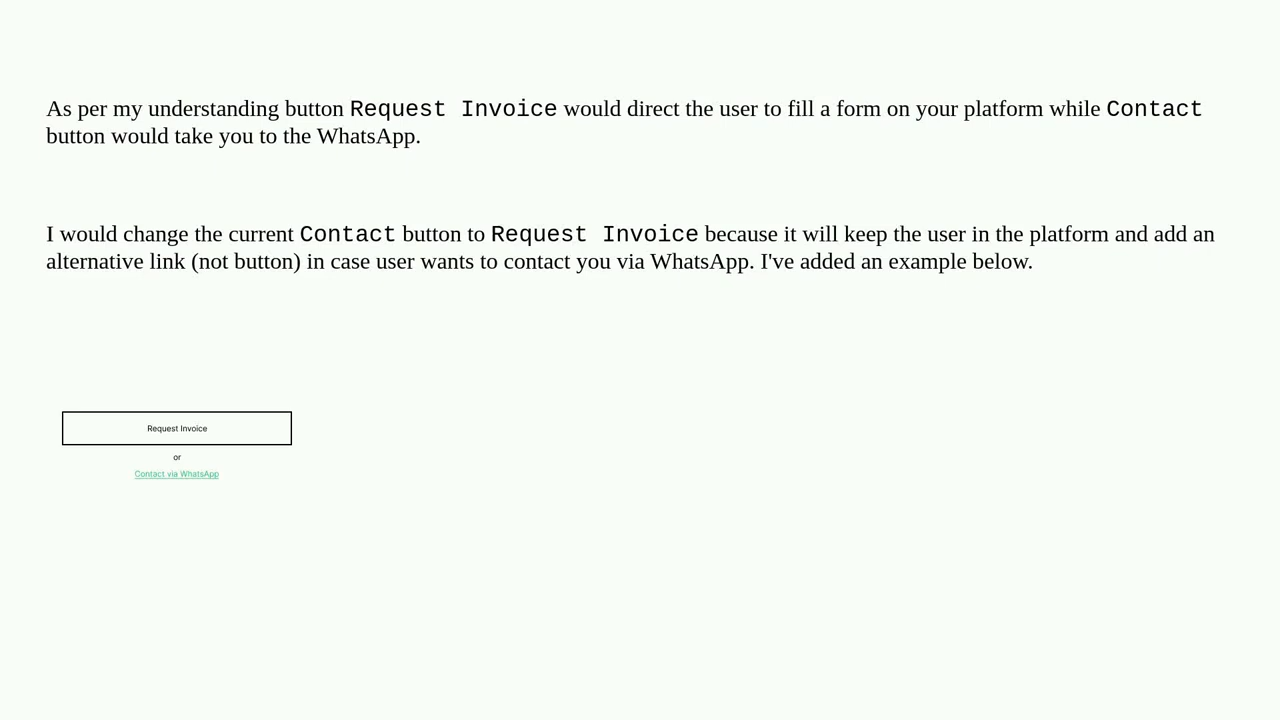 As per my understanding button Request Invoice would direct the user to fill a form on your platform while Contact
button would take you to the WhatsApp.
I would change the current Contact button to Request Invoice because it will keep the user in the platform and add an
alternative link (not button) in case user wants to contact you via WhatsApp. I've added an example below.
Request Invoice
or
Contact via WhatsApp